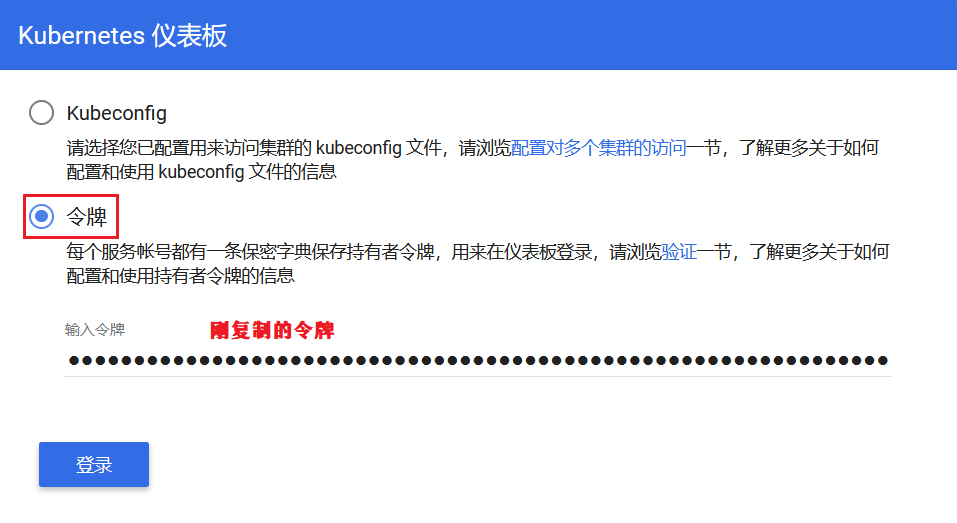 Kubernetes 仪表板
Kubeconfig
请选择您已配置用来访问集群的 kubeconfig 文件，请浏览配置对多个集群的访问一节，了解更多关于如何
配置和使用 kubeconfig 文件的信息
令牌
每个服务帐号都有一条保密字典保存持有者令牌，用来在仪表板登录，请浏览验证一节，了解更多关于如何
配置和使用持有者令牌的信息
输入令牌 刚复制的令牌
登录